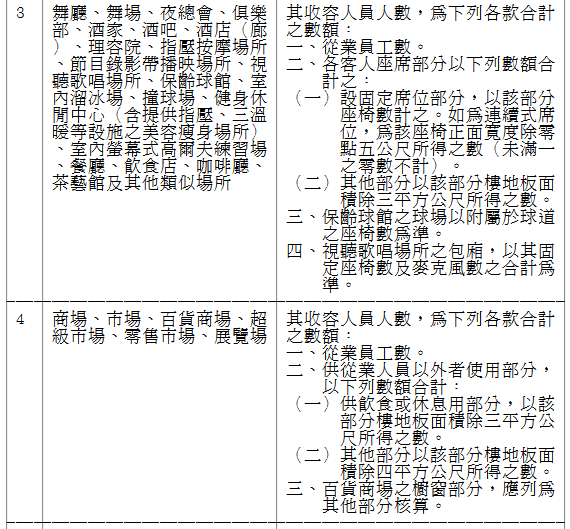 3
舞廳、舞場、夜總會、俱樂
部、酒家、酒吧、酒店（廊
）、理容院、指壓按摩場所
、節目錄影帶播映場所、視
聽歌唱場所、保齡球館、室
內溜冰場、撞球場、健身休
閒中心（含提供指壓、三溫
暖等設施之美容瘦身場所）
、室內螢幕式高爾夫練習場
、餐廳、飲食店、咖啡廳、
茶藝館及其他類似場所
其收容人員人數，為下列各款合計
之數額：
一、從業員工數。
二、各客人座席部分以下列數額合
計之：
（一）設固定席位部分，以該部分
座椅數計之。如為連續式席
位，為該座椅正面寬度除零
點五公尺所得之數（未滿一
之零數不計）。
（二）其他部分以該部分樓地板面
積除三平方公尺所得之數。
三、保齡球館之球場以附屬於球道
之座椅數為準。
四、視聽歌唱場所之包廂，以其固
定座椅數及麥克風數之合計為
準。
4
商場、市場、百貨商場、超
級市場、零售市場、展覽場
其收容人員人數，為下列各款合計
之數額：
一、從業員工數。
二、供從業人員以外者使用部分，
以下列數額合計：
（一）供飲食或休息用部分，以該
部分樓地板面積除三平方公
尺所得之數。
（二）其他部分以該部分樓地板面
積除四平方公尺所得之數。
三、百貨商場之櫥窗部分，應列為
其他部分核算。